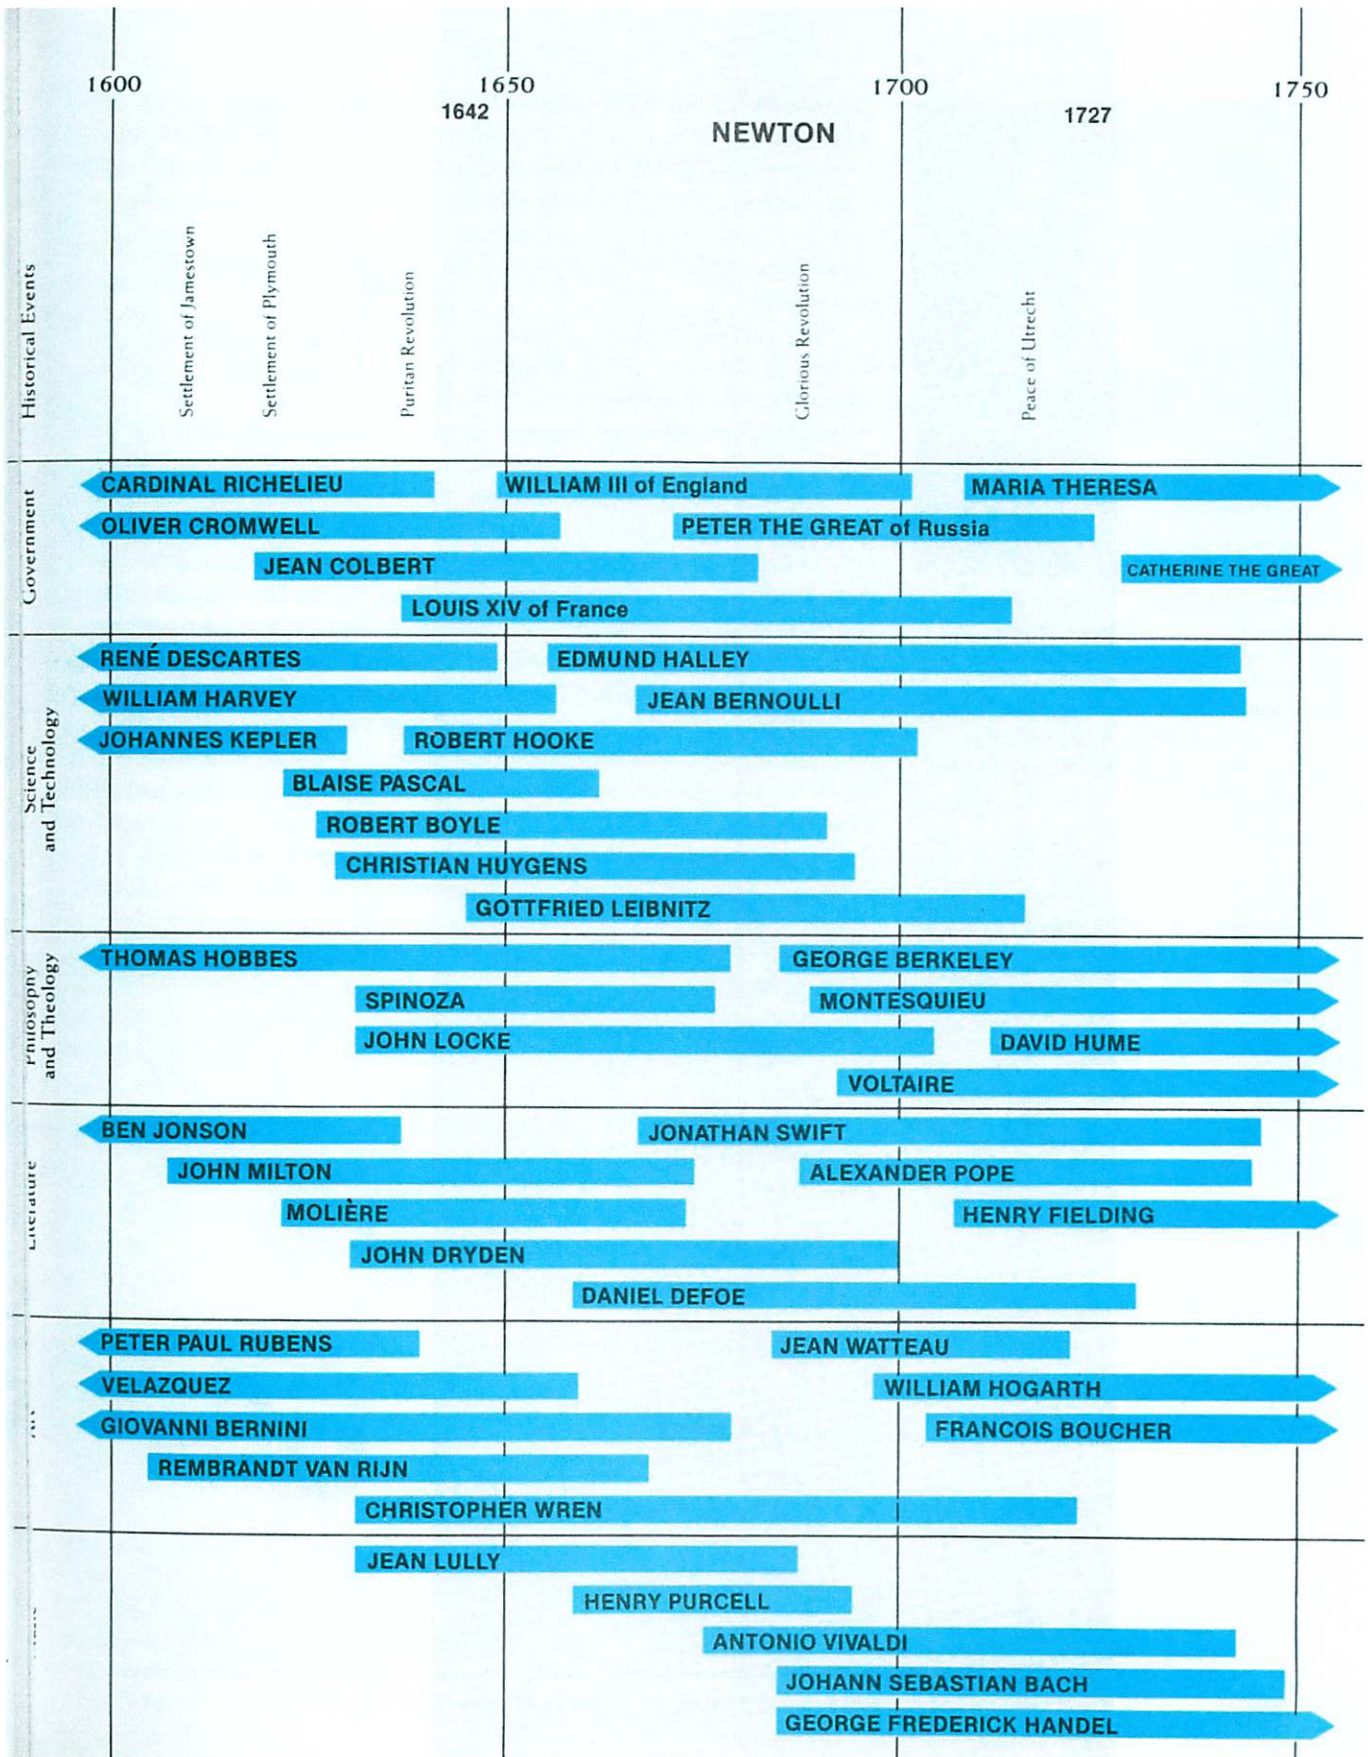 1600 1650 1700 1750
1642 1727
NEWTON
Historical Events
Settlement of Jamestown
Settlement of Plymouth
Puritan Revolution
Glorious Revolution
Peace of Utrecht
Government
CARDINAL RICHELIEU WILLIAM III of England MARIA THERESA
OLIVER CROMWELL PETER THE GREAT of Russia
JEAN COLBERT CATHERINE THE GREAT
LOUIS XIV of France
Science
and Technology
RENÉ DESCARTES EDMUND HALLEY
WILLIAM HARVEY JEAN BERNOULLI
JOHANNES KEPLER ROBERT HOOKE
BLAISE PASCAL
ROBERT BOYLE
CHRISTIAN HUYGENS
GOTTFRIED LEIBNITZ
Philosophy
and Theology
THOMAS HOBBES GEORGE BERKELEY
SPINOZA MONTESQUIEU
JOHN LOCKE DAVID HUME
VOLTAIRE
Literature
BEN JONSON JONATHAN SWIFT
JOHN MILTON ALEXANDER POPE
MOLIÈRE HENRY FIELDING
JOHN DRYDEN
DANIEL DEFOE
PETER PAUL RUBENS JEAN WATTEAU
VELAZQUEZ WILLIAM HOGARTH
GIOVANNI BERNINI FRANCOIS BOUCHER
REMBRANDT VAN RIJN
CHRISTOPHER WREN
JEAN LULLY
HENRY PURCELL
ANTONIO VIVALDI
JOHANN SEBASTIAN BACH
GEORGE FREDERICK HANDEL